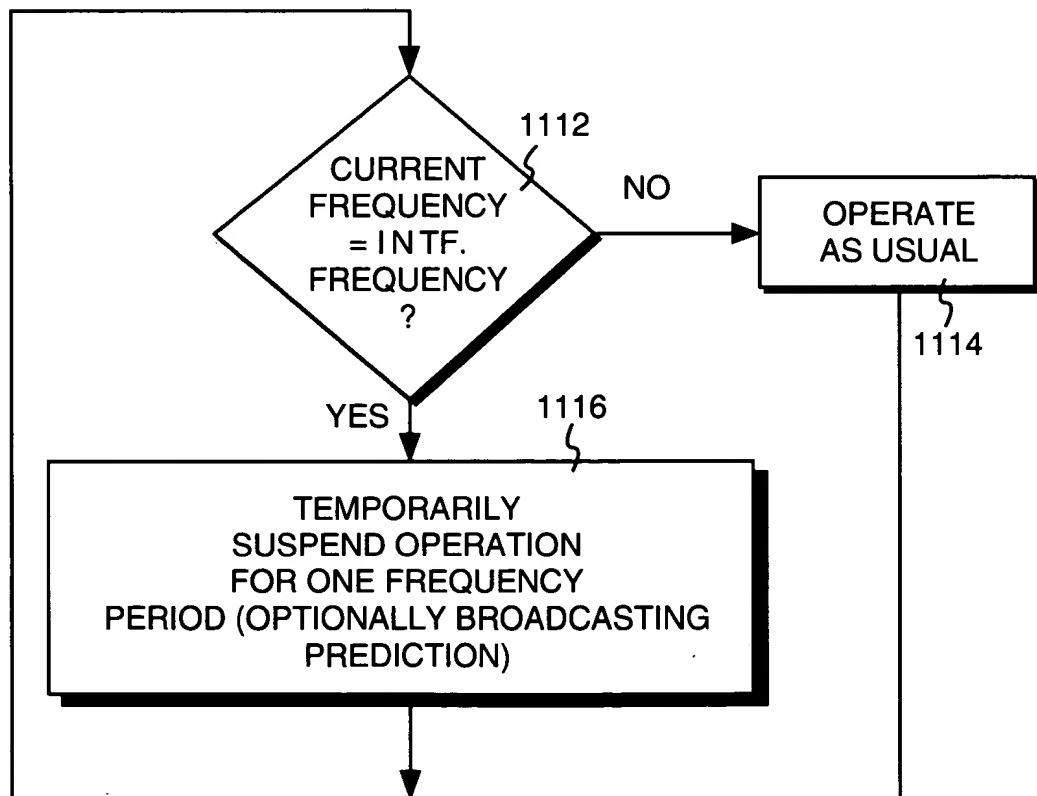 1112
CURRENT
FREQUENCY
= INTF.
FREQUENCY
?
NO
OPERATE
AS USUAL
1114
YES
1116
TEMPORARILY
SUSPEND OPERATION
FOR ONE FREQUENCY
PERIOD (OPTIONALLY BROADCASTING
PREDICTION)